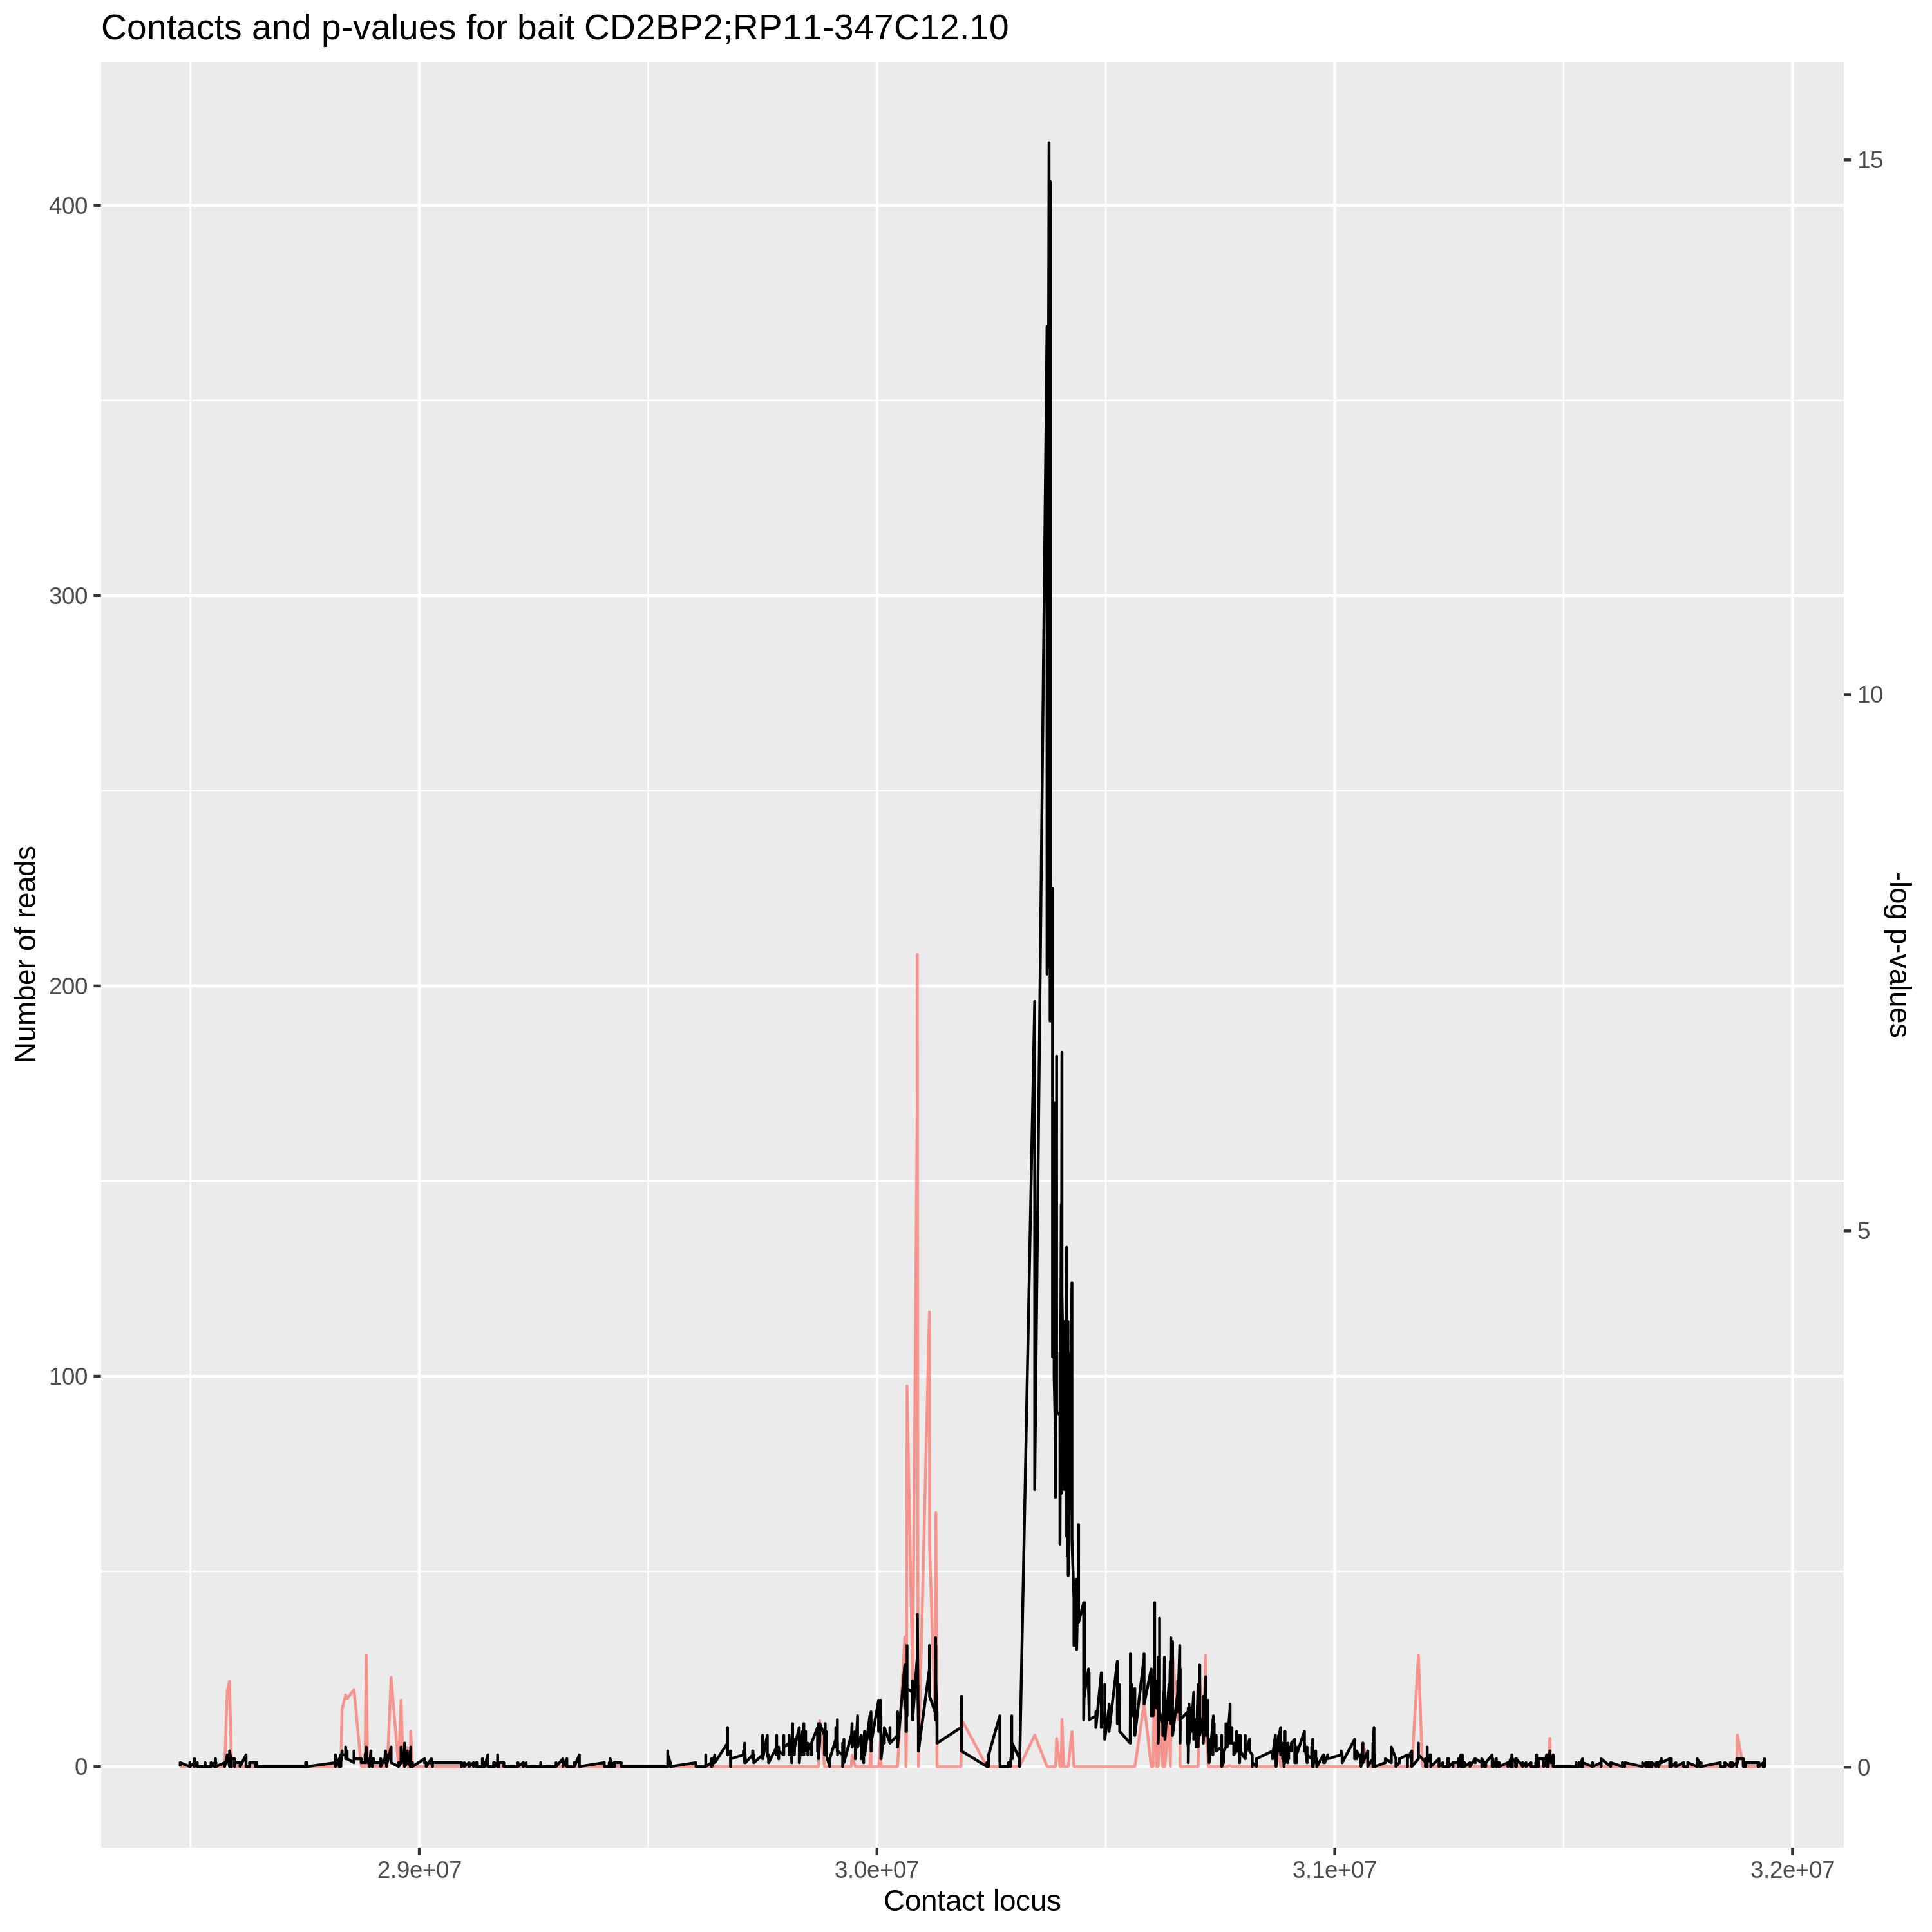 Contacts and p-values for bait CD2BP2;RP11-347C12.10
400
300
200
100
0
Number of reads
15
10
5
0
-log p-values
2.9e+07
3.0e+07
3.1e+07
3.2e+07
Contact locus